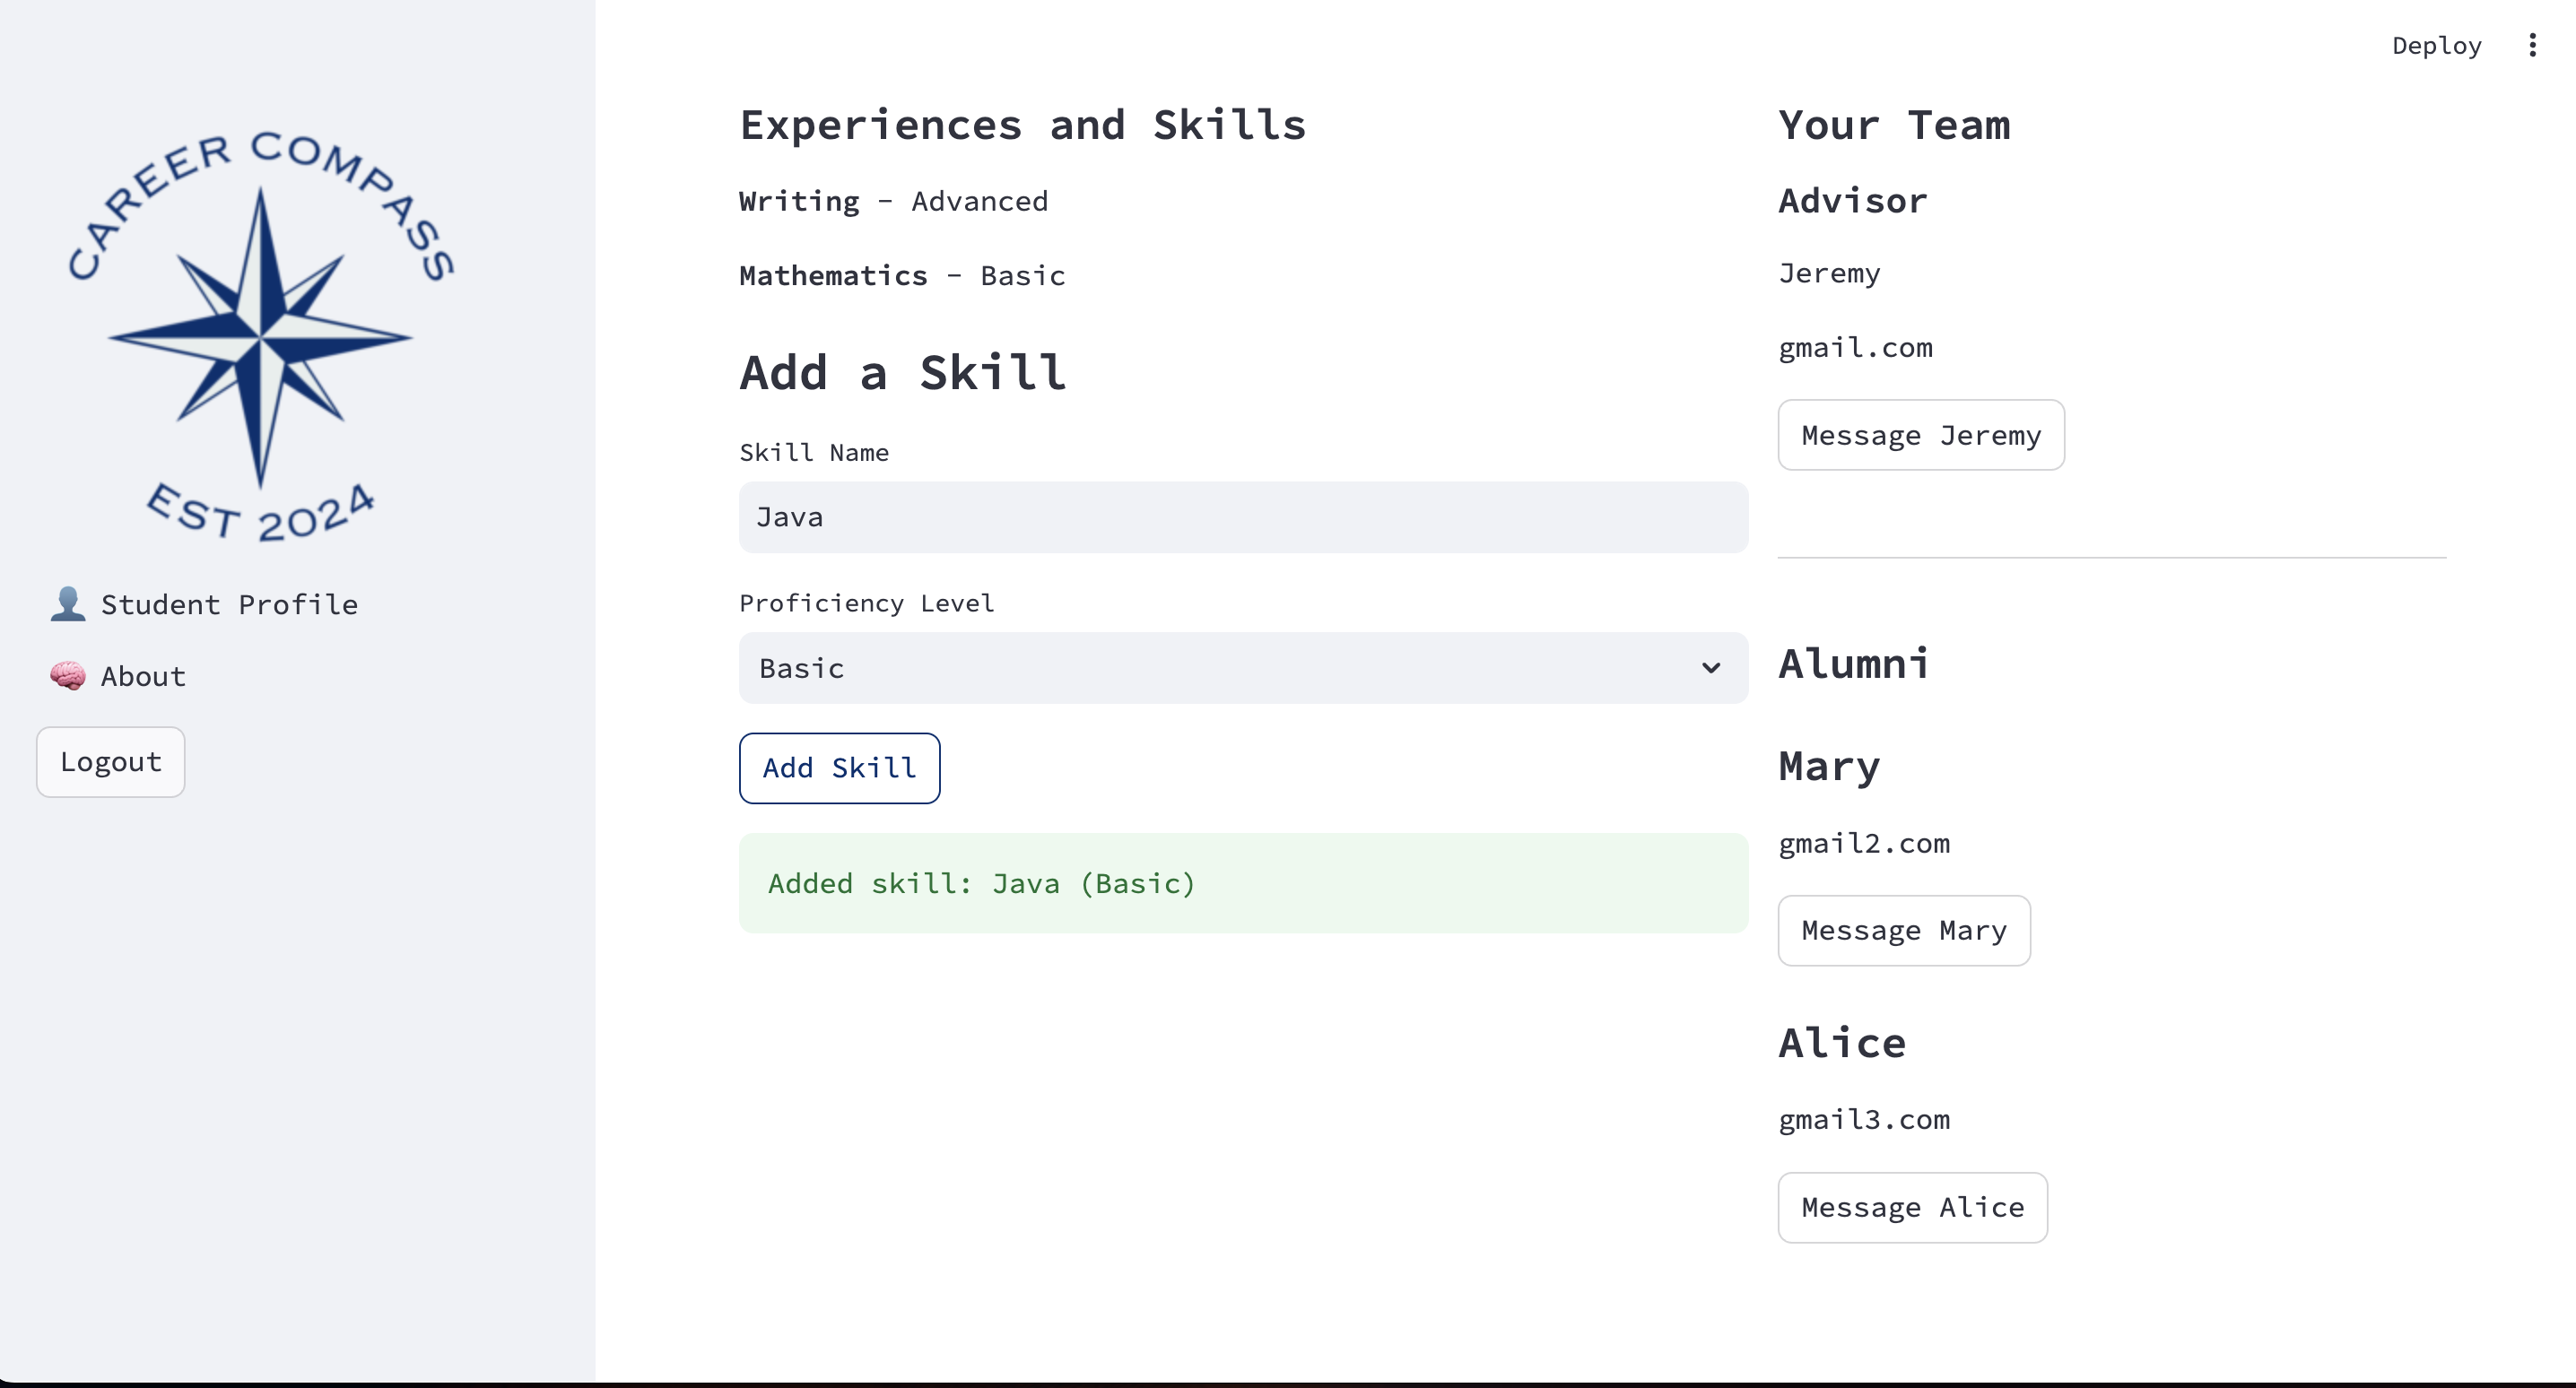 Deploy
CAREER COMPASS
EST 2024
Student Profile
About
Logout
Experiences and Skills
Writing - Advanced
Mathematics - Basic
Add a Skill
Skill Name
Java
Proficiency Level
Basic
Add Skill
Added skill: Java (Basic)
Your Team
Advisor
Jeremy
gmail.com
Message Jeremy
Alumni
Mary
gmail2.com
Message Mary
Alice
gmail3.com
Message Alice